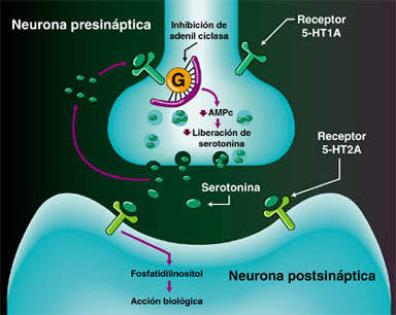 Neurona presináptica
Inhibición de
adenil ciclasa
Receptor
5-HT1A
G
AMPc
Liberación de
serotonina
Receptor
5-HT2A
Serotonina
Fosfatidilinositol
Neurona postsináptica
Acción biológica